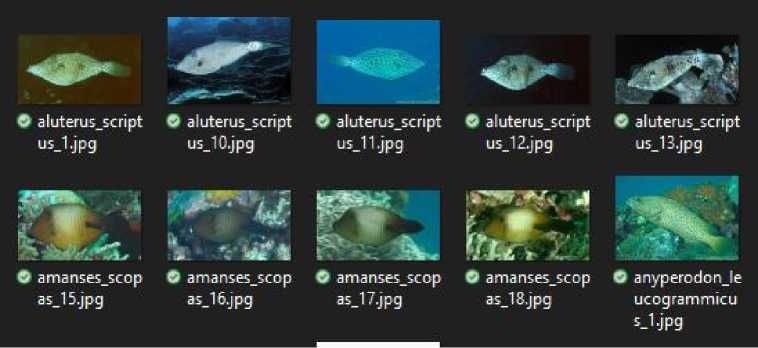 aluterus_script
us_1.jpg
aluterus_script
us_10.jpg
aluterus_script
us_11.jpg
aluterus_script
us_12.jpg
aluterus_script
us_13.jpg
amanses_scop
as_15.jpg
amanses_scop
as_16.jpg
amanses_scop
as_17.jpg
amanses_scop
as_18.jpg
anyperodon_le
ucogrammicu
s_1.jpg